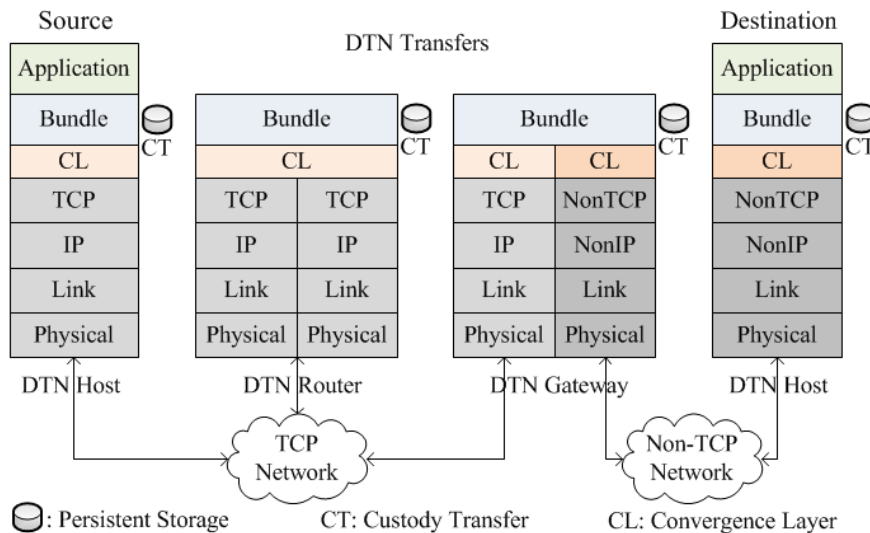 Source
DTN Transfers
Destination
Application
Application
Bundle
CT
Bundle
CT
Bundle
CT
Bundle
CT
CL
CL
CL
CL
CL
TCP
TCP
TCP
TCP
NonTCP
NonTCP
IP
IP
IP
IP
NonIP
NonIP
Link
Link
Link
Link
Link
Link
Physical
Physical
Physical
Physical
Physical
Physical
DTN Host
DTN Router
DTN Gateway
DTN Host
TCP
Network
Non-TCP
Network
: Persistent Storage
CT: Custody Transfer
CL: Convergence Layer